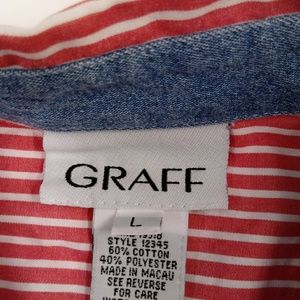 GRAFF
L
STYLE 12345
60% COTTON
40% POLYESTER
MADE IN MACAU
SEE REVERSE
FOR CARE